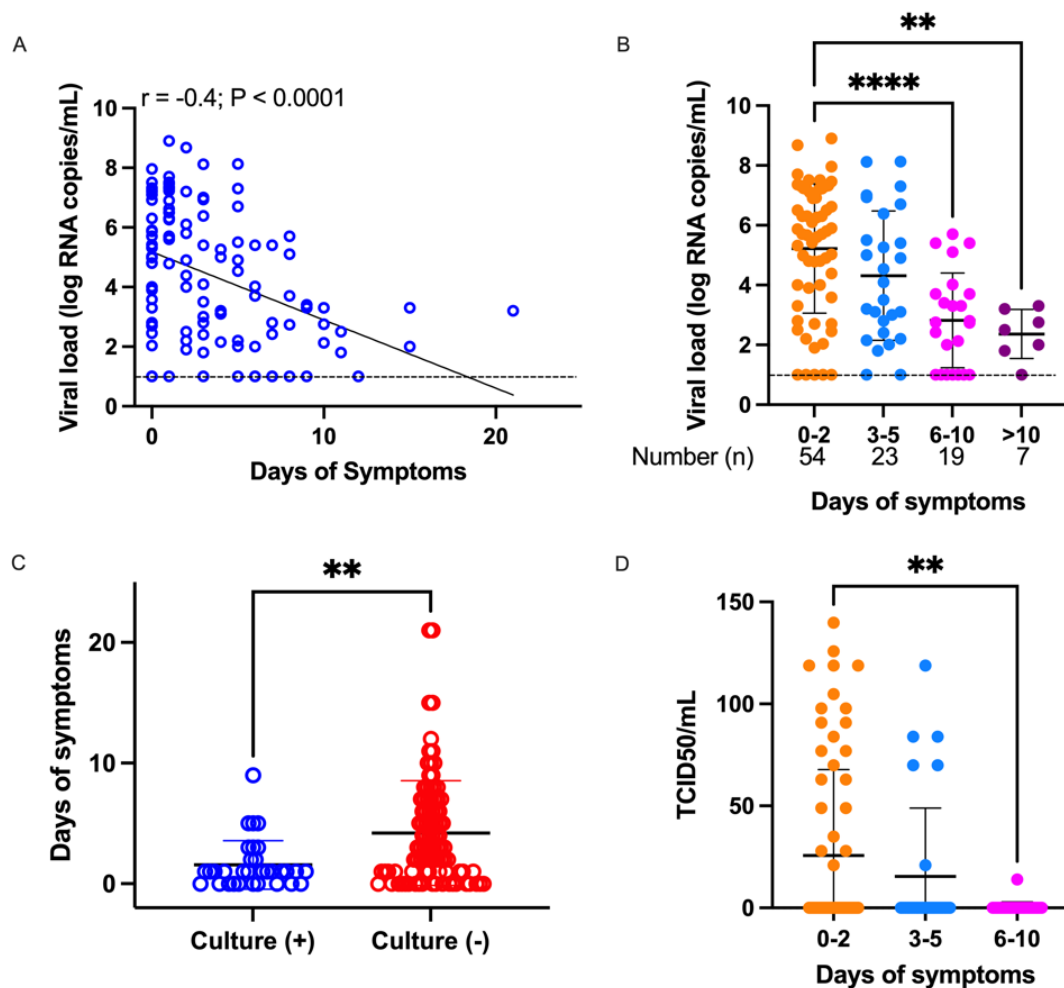 A
r = -0.4; P < 0.0001
Viral load (log RNA copies/mL)
10
8
6
4
2
0
0 10 20
Days of Symptoms
B
**
****
Viral load (log RNA copies/mL)
10
8
6
4
2
0
0-2 3-5 6-10 >10
Number (n) 54 23 19 7
Days of symptoms
C
**
Days of symptoms
20
10
0
Culture (+) Culture (-)
D
**
TCID50/mL
150
100
50
0
0-2 3-5 6-10
Days of symptoms